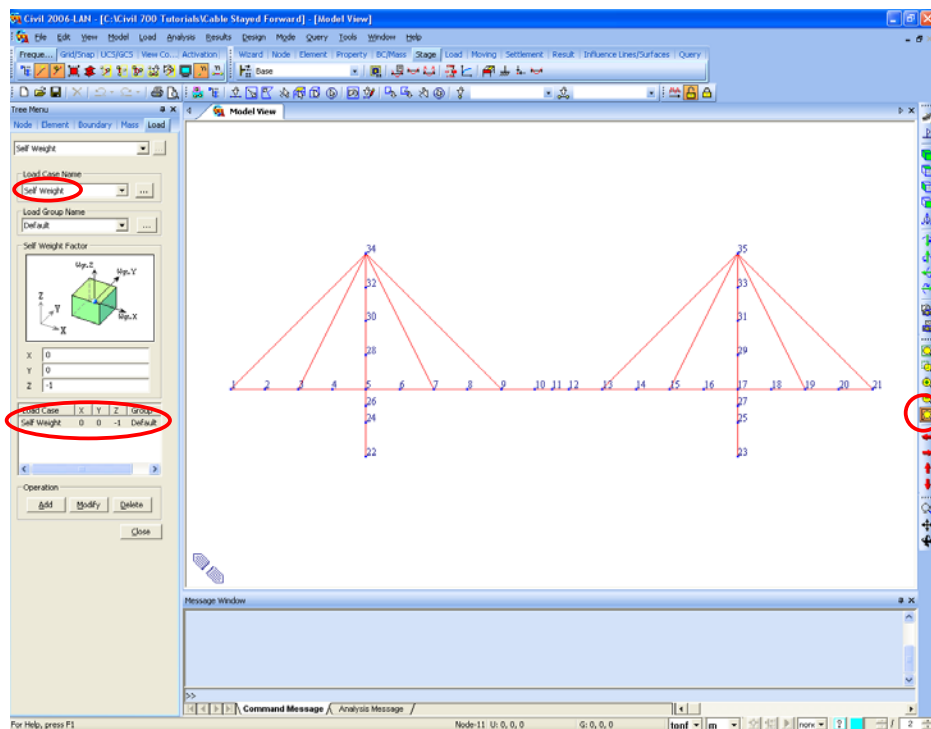 Civil 2006-LAN - [C:\Civil 700 Tutorials\Cable Stayed Forward] - [Model View]
File Edit View Model Load Analysis Results Design Mode Query Tools Window Help
Freque... Grid/Snap UCS/GCS View Co... Activation Wizard Node Element Property BC/Mass Stage Load Moving Settlement Result Influence Lines/Surfaces Query
Base
Tree Menu
Node Element Boundary Mass Load
Model View
Self Weight ...
Load Case Name
Self Weight ...
Load Group Name
Default ...
Self Weight Factor
Wgr.Z Wgr.Y
Z Y X Wgr.X
X 0
Y 0
Z -1
Load Case X Y Z Group
Self Weight 0 0 -1 Default
Operation
Add Modify Delete
Close
34 35
32 33
30 31
28 29
1 2 3 4 5 6 7 8 9 10 11 12 13 14 15 16 17 18 19 20 21
26 27
24 25
22 23
Message Window
>>
Command Message Analysis Message
For Help, press F1 Node-11 U: 0, 0, 0 G: 0, 0, 0 tonf m none ? / 2